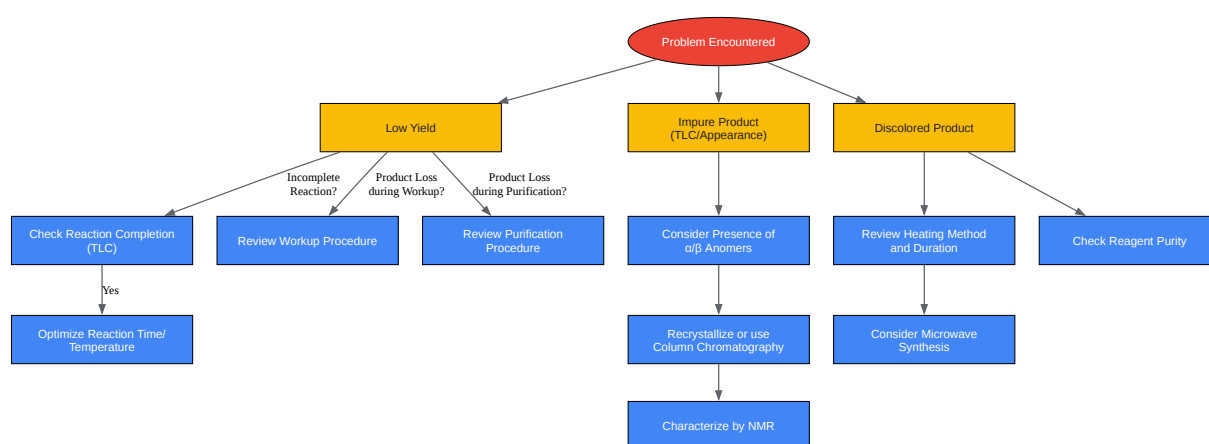 Problem Encountered
Low Yield
Impure Product
(TLC/Appearance)
Discolored Product
Incomplete
Reaction?
Product Loss
during Workup?
Product Loss
during Purification?
Check Reaction Completion
(TLC)
Review Workup Procedure
Review Purification
Procedure
Consider Presence of
α/β Anomers
Review Heating Method
and Duration
Check Reagent Purity
Yes
Optimize Reaction Time/
Temperature
Recrystallize or use
Column Chromatography
Consider Microwave
Synthesis
Characterize by NMR